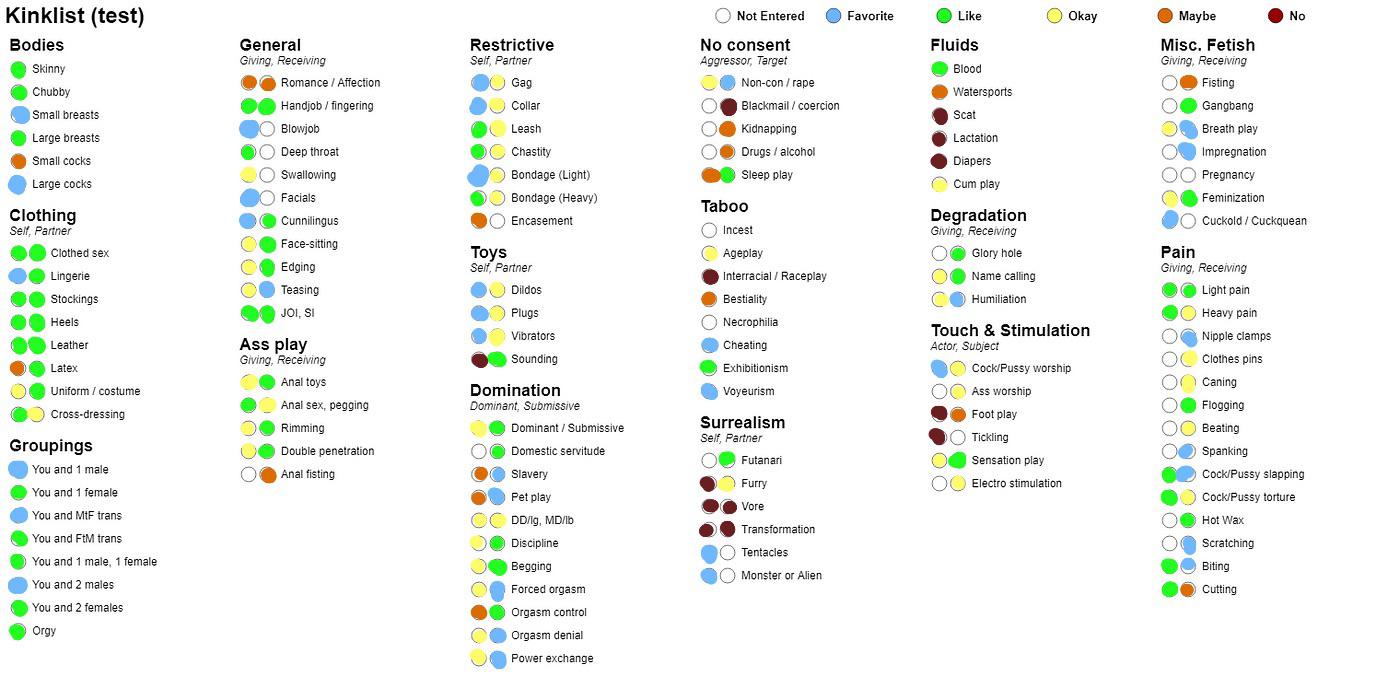 Kinklist (test)
Not Entered
Favorite
Like
Okay
Maybe
No
Bodies
Skinny
Chubby
Small breasts
Large breasts
Small cocks
Large cocks
Clothing
Self, Partner
Clothed sex
Lingerie
Stockings
Heels
Leather
Latex
Uniform / costume
Cross-dressing
Groupings
You and 1 male
You and 1 female
You and MtF trans
You and FtM trans
You and 1 male, 1 female
You and 2 males
You and 2 females
Orgy
General
Giving, Receiving
Romance / Affection
Handjob / fingering
Blowjob
Deep throat
Swallowing
Facials
Cunnilingus
Face-sitting
Edging
Teasing
JOI, SI
Ass play
Giving, Receiving
Anal toys
Anal sex, pegging
Rimming
Double penetration
Anal fisting
Restrictive
Self, Partner
Gag
Collar
Leash
Chastity
Bondage (Light)
Bondage (Heavy)
Encasement
Toys
Self, Partner
Dildos
Plugs
Vibrators
Sounding
Domination
Dominant, Submissive
Dominant / Submissive
Domestic servitude
Slavery
Pet play
DD/lg, MD/lb
Discipline
Begging
Forced orgasm
Orgasm control
Orgasm denial
Power exchange
No consent
Aggressor, Target
Non-con / rape
Blackmail / coercion
Kidnapping
Drugs / alcohol
Sleep play
Taboo
Incest
Ageplay
Interracial / Raceplay
Bestiality
Necrophilia
Cheating
Exhibitionism
Voyeurism
Surrealism
Self, Partner
Futanari
Furry
Vore
Transformation
Tentacles
Monster or Alien
Fluids
Blood
Watersports
Scat
Lactation
Diapers
Cum play
Degradation
Giving, Receiving
Glory hole
Name calling
Humiliation
Touch & Stimulation
Actor, Subject
Cock/Pussy worship
Ass worship
Foot play
Tickling
Sensation play
Electro stimulation
Misc. Fetish
Giving, Receiving
Fisting
Gangbang
Breath play
Impregnation
Pregnancy
Feminization
Cuckold / Cuckquean
Pain
Giving, Receiving
Light pain
Heavy pain
Nipple clamps
Clothes pins
Caning
Flogging
Beating
Spanking
Cock/Pussy slapping
Cock/Pussy torture
Hot Wax
Scratching
Biting
Cutting